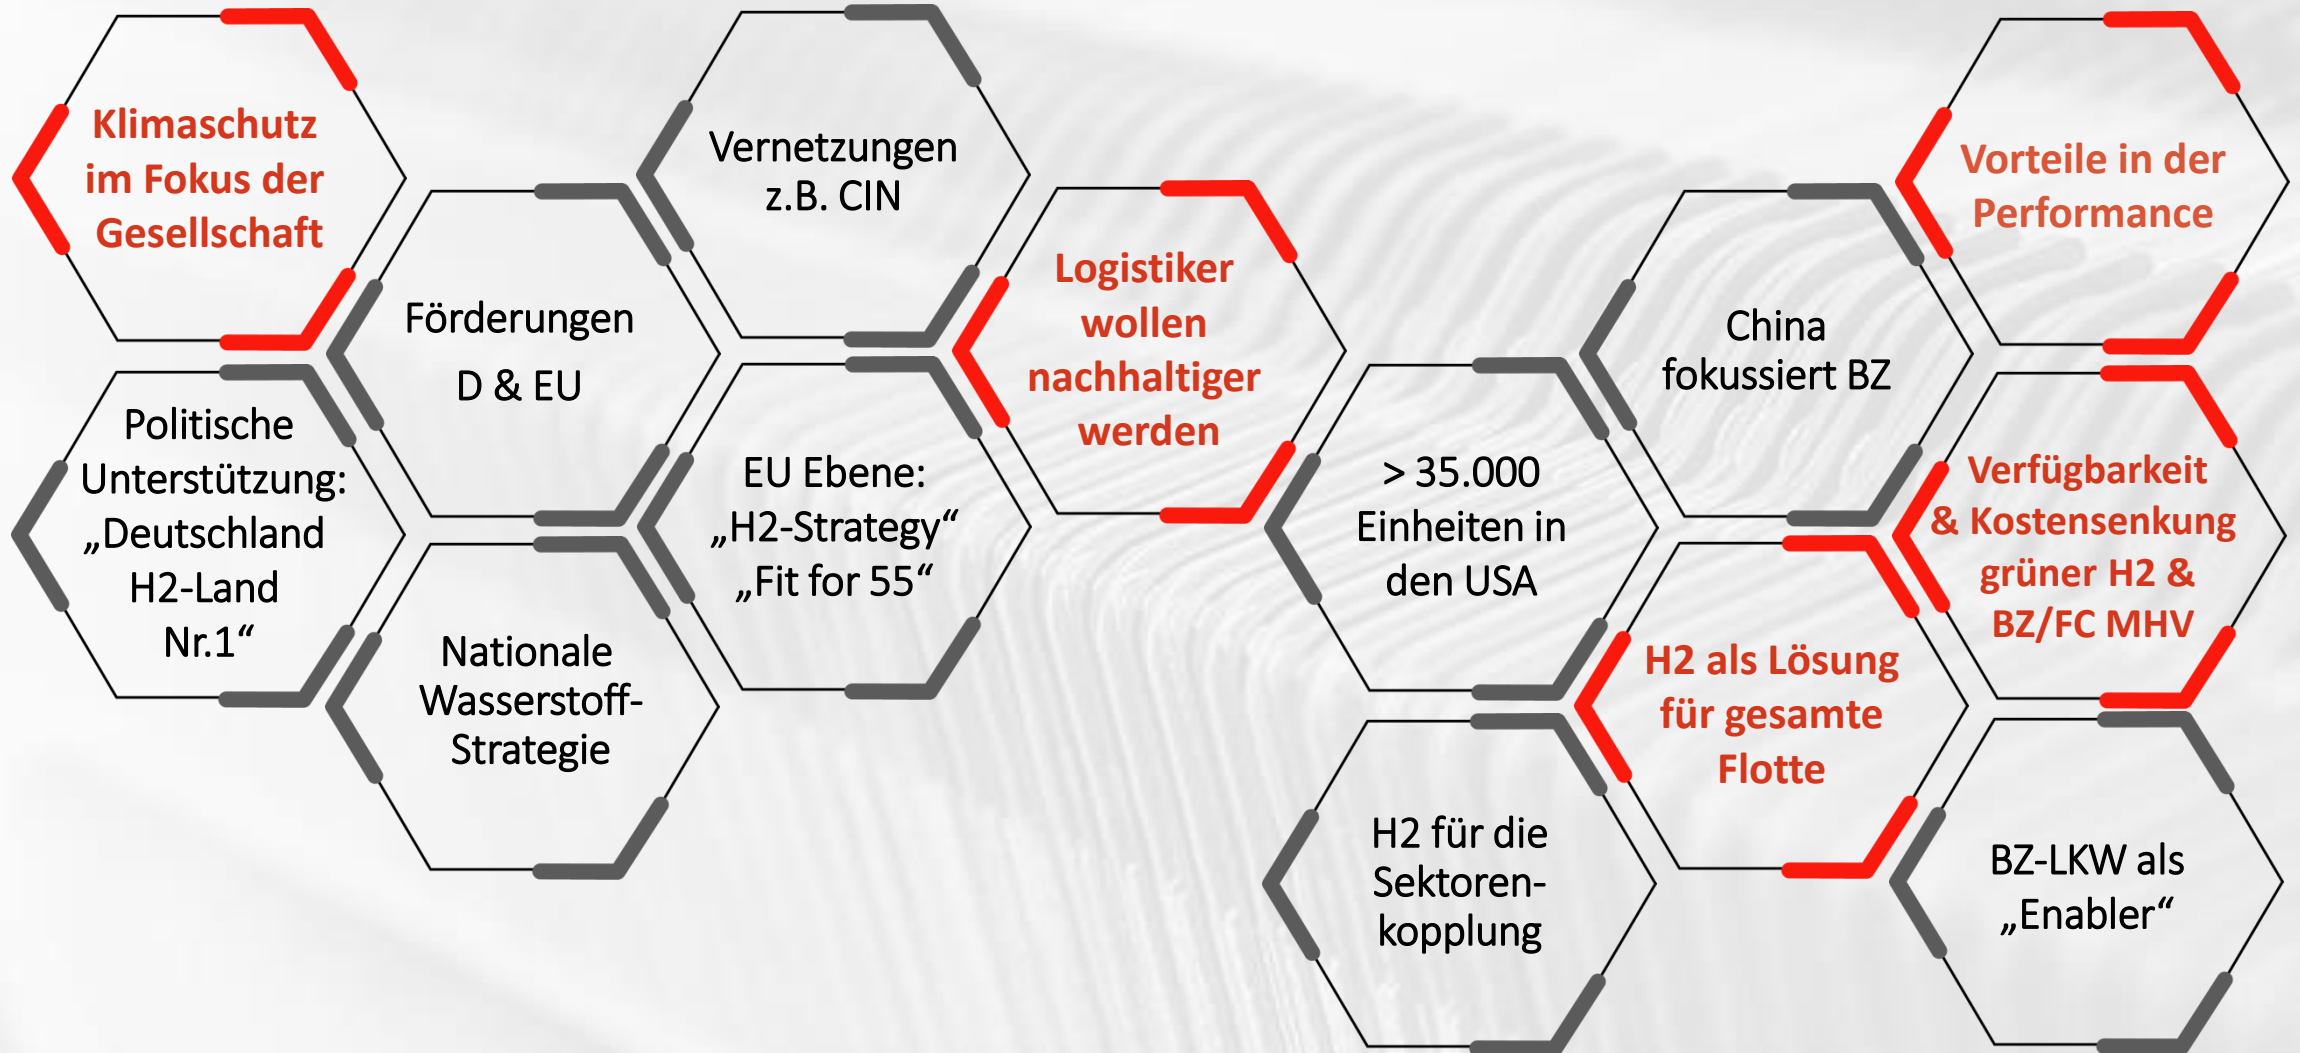 Klimaschutz
im Fokus der
Gesellschaft
Politische
Unterstützung:
„Deutschland
H2-Land
Nr.1“
Förderungen
D & EU
Nationale
Wasserstoff-
Strategie
Vernetzungen
z.B. CIN
EU Ebene:
„H2-Strategy“
„Fit for 55“
Logistiker
wollen
nachhaltiger
werden
> 35.000
Einheiten in
den USA
H2 für die
Sektoren-
kopplung
China
fokussiert BZ
H2 als Lösung
für gesamte
Flotte
Vorteile in der
Performance
Verfügbarkeit
& Kostensenkung
grüner H2 &
BZ/FC MHV
BZ-LKW als
„Enabler“